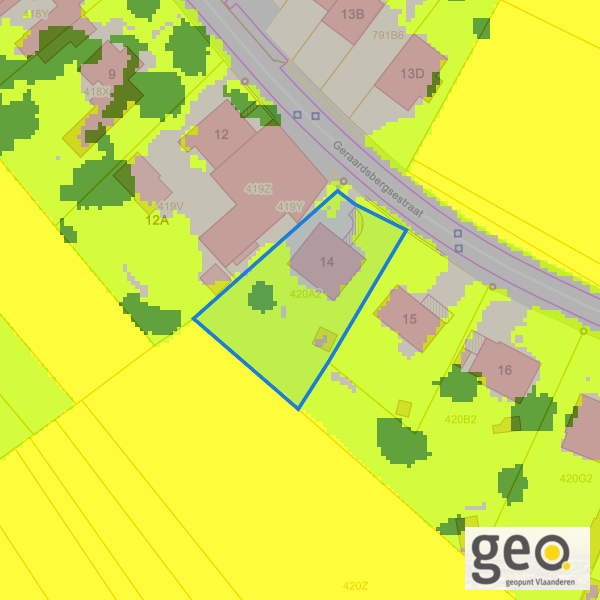 418Y
13B
791B6
13D
9
418X
12
Geraardsbergsestraat
419Z
419V
419Y
12A
14
420A2
15
16
420B2
420G2
420Z
geo.
geopunt Vlaanderen